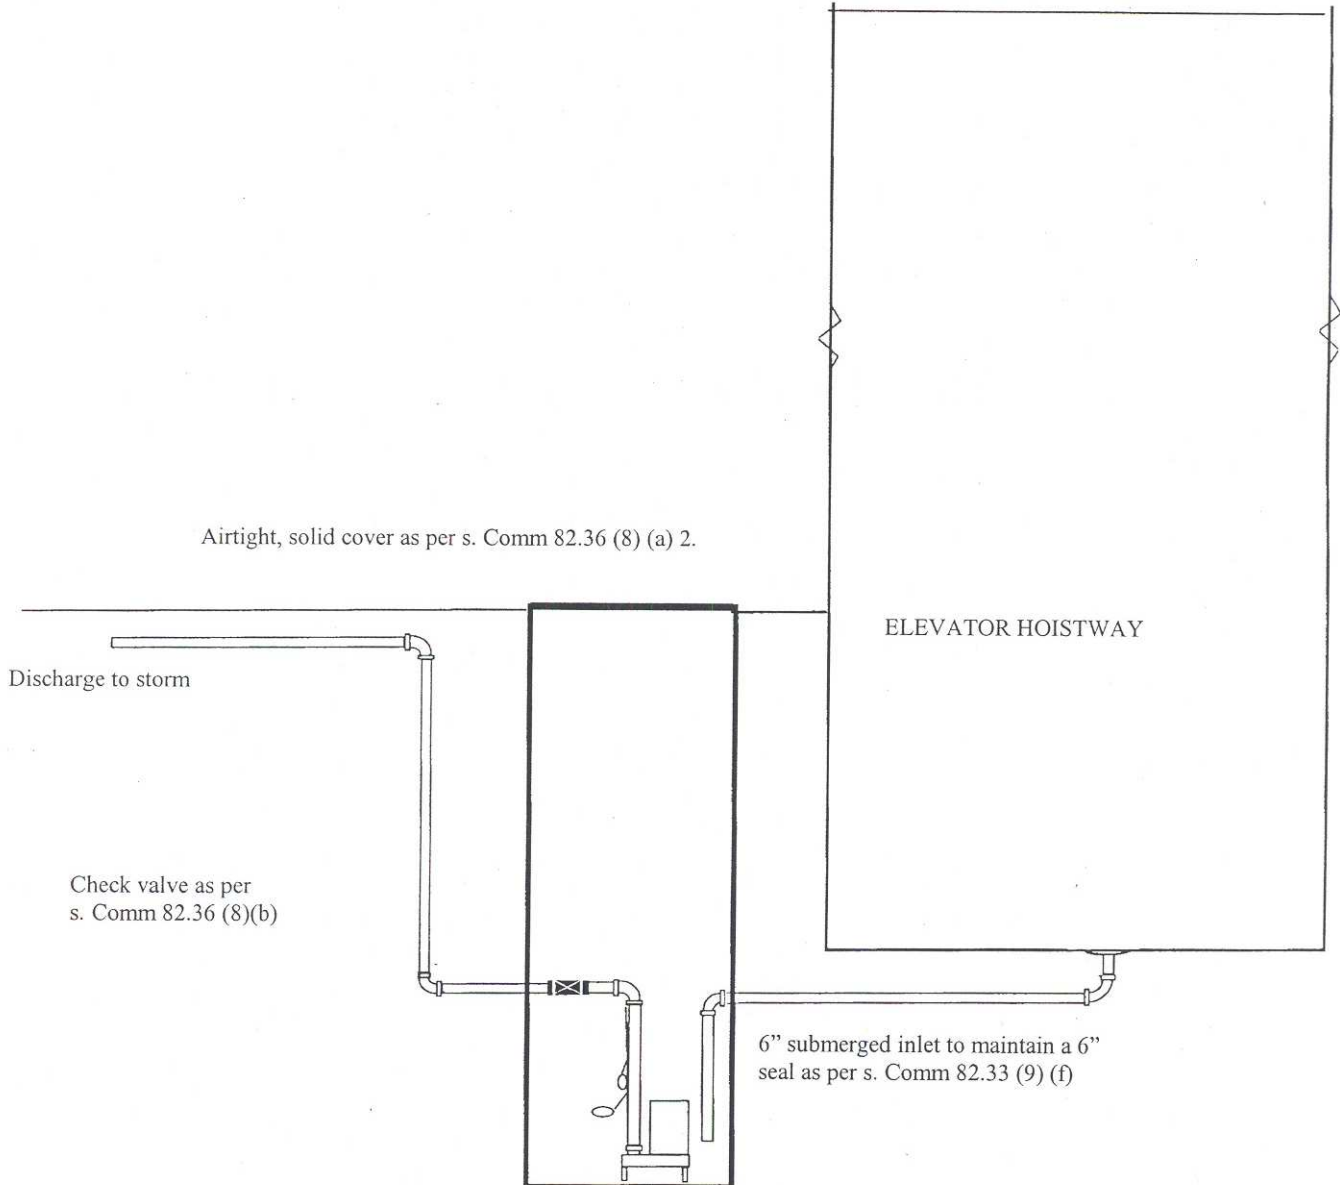 Airtight, solid cover as per s. Comm 82.36 (8) (a) 2.
ELEVATOR HOISTWAY
Discharge to storm
Check valve as per
s. Comm 82.36 (8)(b)
6” submerged inlet to maintain a 6”
seal as per s. Comm 82.33 (9) (f)